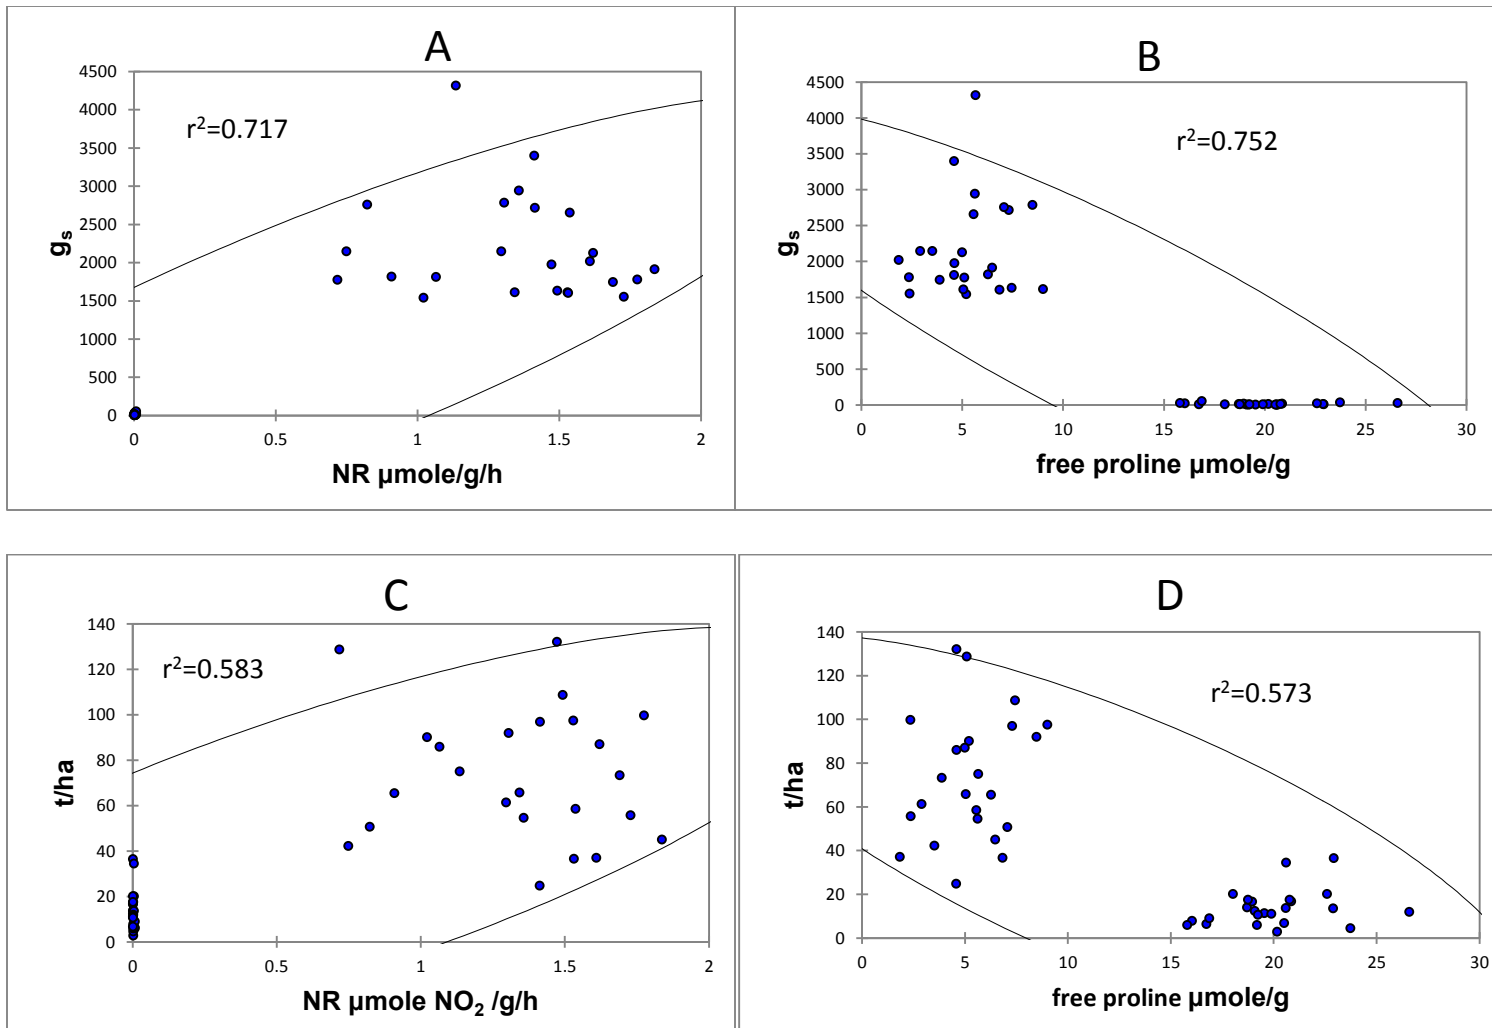 A
4500
4000
3500
3000
2500
2000
1500
1000
500
0
gₛ
r²=0.717
0 0.5 1 1.5 2
NR µmole/g/h
B
4500
4000
3500
3000
2500
2000
1500
1000
500
0
gₛ
r²=0.752
0 5 10 15 20 25 30
free proline µmole/g
C
140
120
100
80
60
40
20
0
t/ha
r²=0.583
0 0.5 1 1.5 2
NR µmole NO₂ /g/h
D
140
120
100
80
60
40
20
0
t/ha
r²=0.573
0 5 10 15 20 25 30
free proline µmole/g